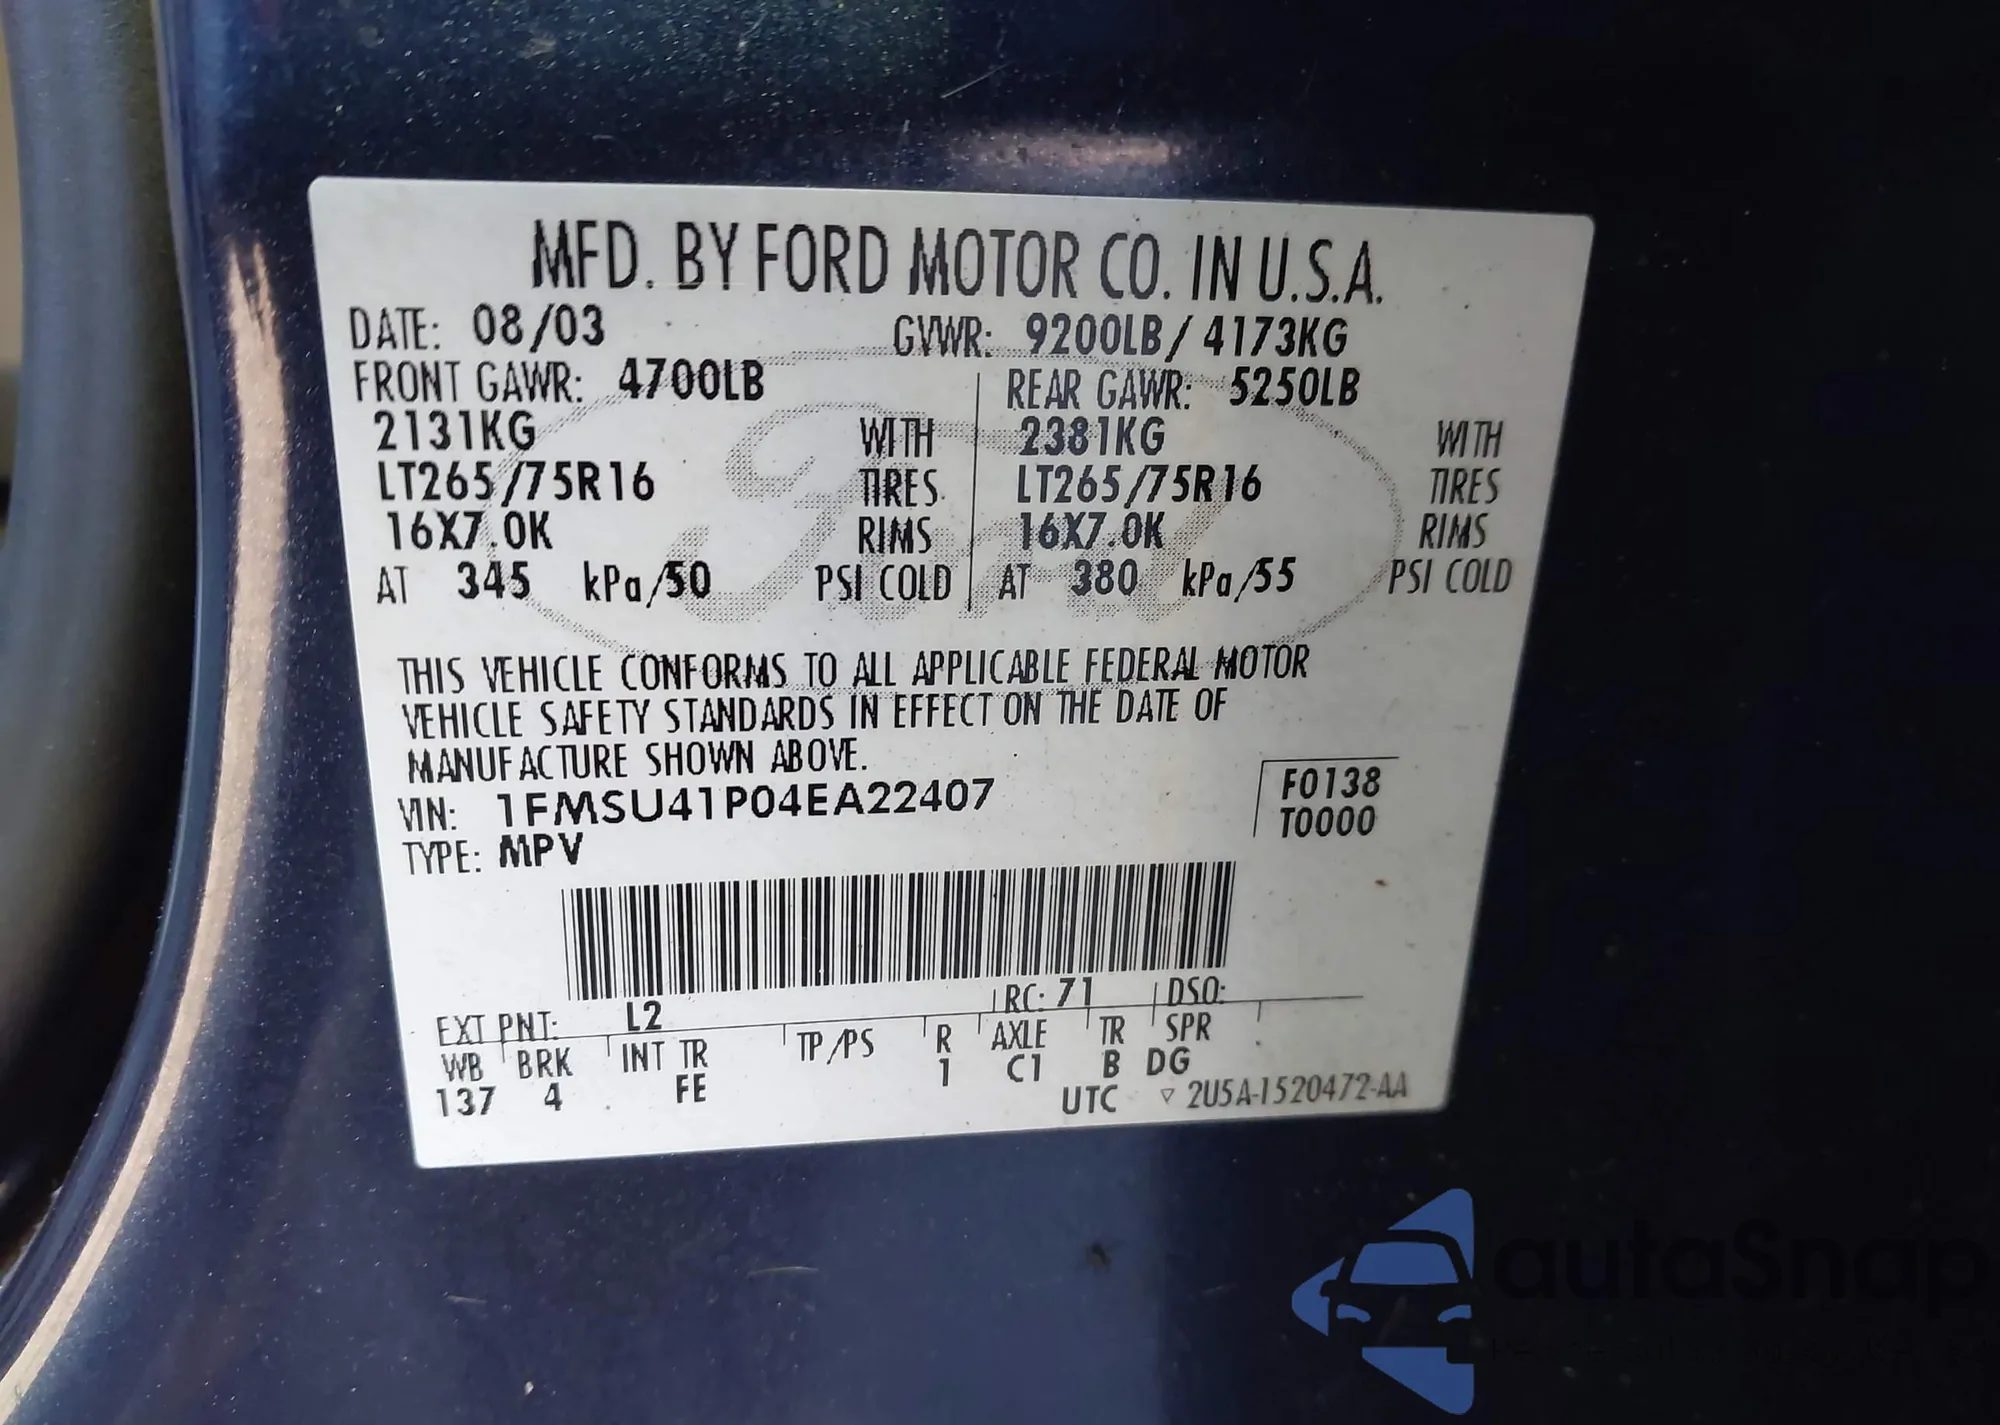 MFD. BY FORD MOTOR CO. IN U.S.A.
DATE: 08/03 GVWR: 9200LB/4173KG
FRONT GAWR: 4700LB REAR GAWR: 5250LB
2131KG WITH 2381KG WITH
LT265/75R16 TIRES LT265/75R16 TIRES
16X7.0K RIMS 16X7.0K RIMS
AT 345 kPa/50 PSI COLD AT 380 kPa/55 PSI COLD
THIS VEHICLE CONFORMS TO ALL APPLICABLE FEDERAL MOTOR
VEHICLE SAFETY STANDARDS IN EFFECT ON THE DATE OF
MANUFACTURE SHOWN ABOVE.
VIN: 1FMSU41P04EA22407 F0138
TYPE: MPV T0000
EXT PNT: L2 RC: 71 DSO:
WB BRK INT TR TP/PS R AXLE TR SPR
137 4 FE 1 C1 B DG
UTC ▽ 2U5A-1520472-AA
Ford
autoSnap